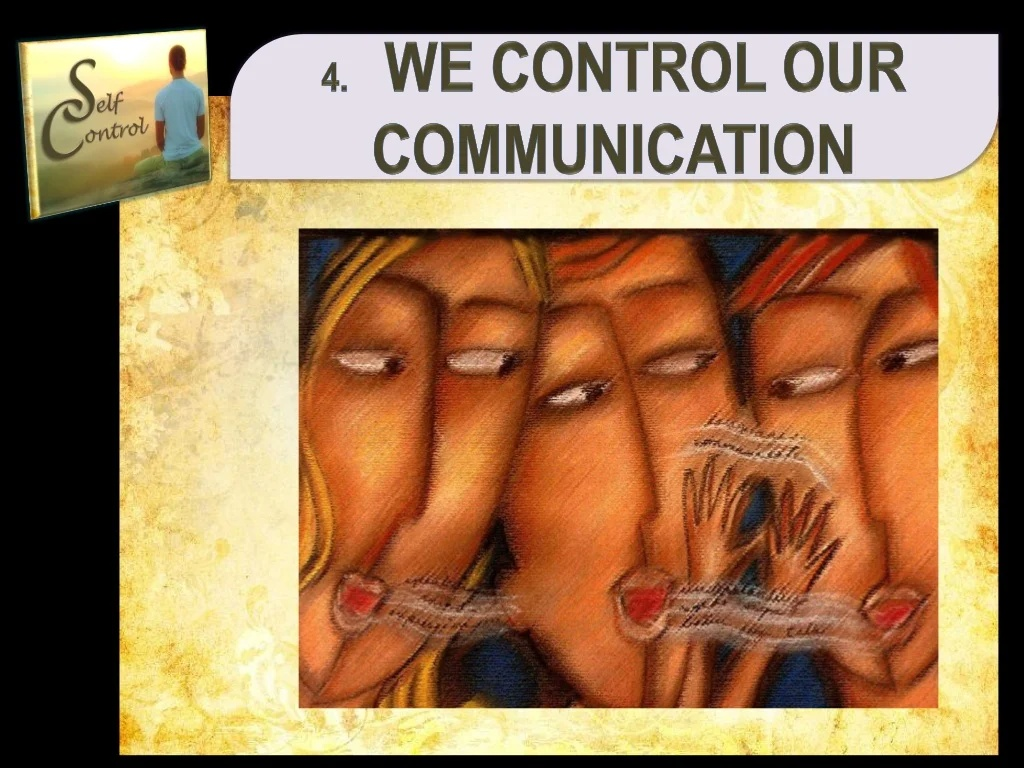 Self
Control
4. WE CONTROL OUR
COMMUNICATION